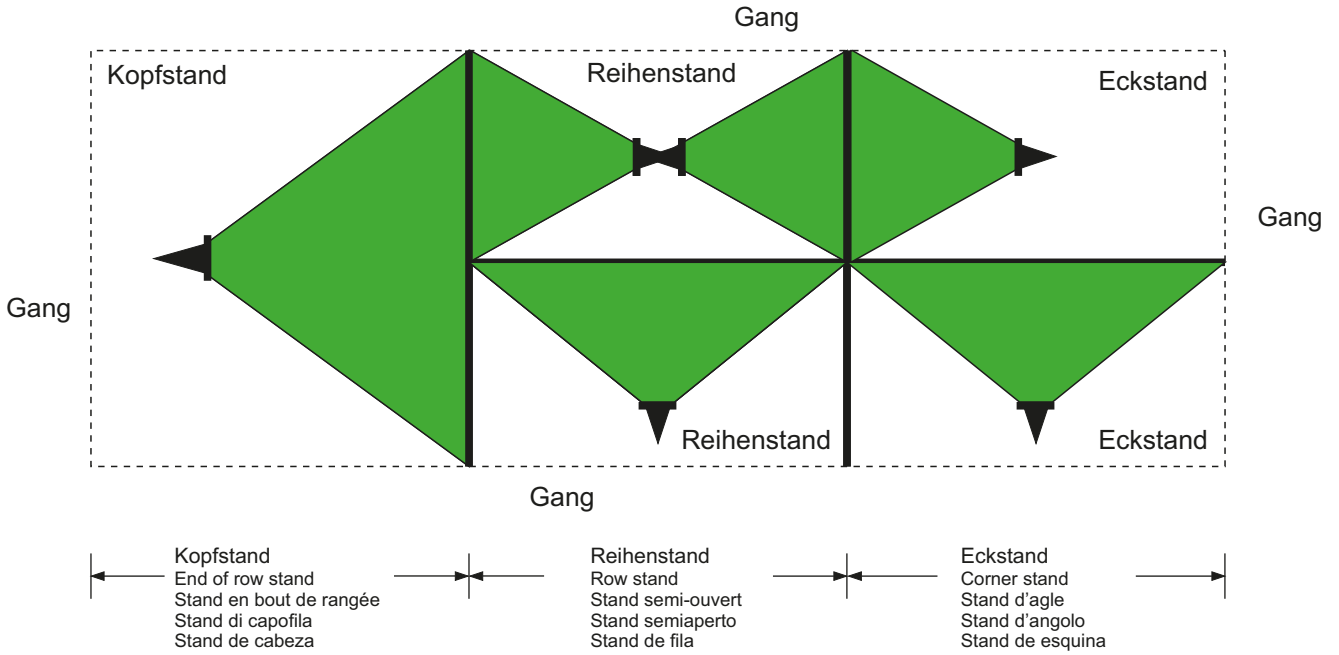 Gang
Kopfstand
Reihenstand
Eckstand
Gang
Gang
Reihenstand
Eckstand
Gang
Kopfstand
End of row stand
Stand en bout de rangée
Stand di capofila
Stand de cabeza
Reihenstand
Row stand
Stand semi-ouvert
Stand semiaperto
Stand de fila
Eckstand
Corner stand
Stand d'agle
Stand d'angolo
Stand de esquina